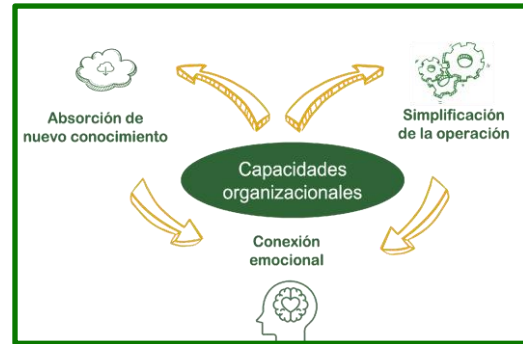 Absorción de
nuevo conocimiento
Simplificación
de la operación
Capacidades
organizacionales
Conexión
emocional